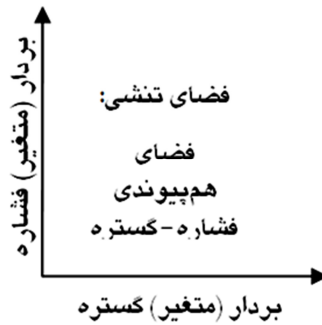 بردار (متغیر) فشاره
فضای تنشی:
فضای
هم‌پیوندی
فشاره - گستره
بردار (متغیر) گستره